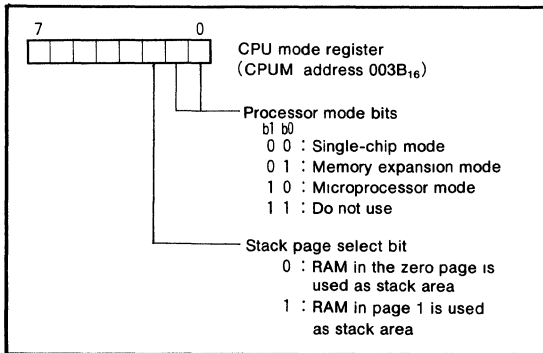 7 0
CPU mode register
(CPUM address 003B₁₆)
Processor mode bits
b1 b0
0 0 : Single-chip mode
0 1 : Memory expansion mode
1 0 : Microprocessor mode
1 1 : Do not use
Stack page select bit
0 : RAM in the zero page is
used as stack area
1 : RAM in page 1 is used
as stack area